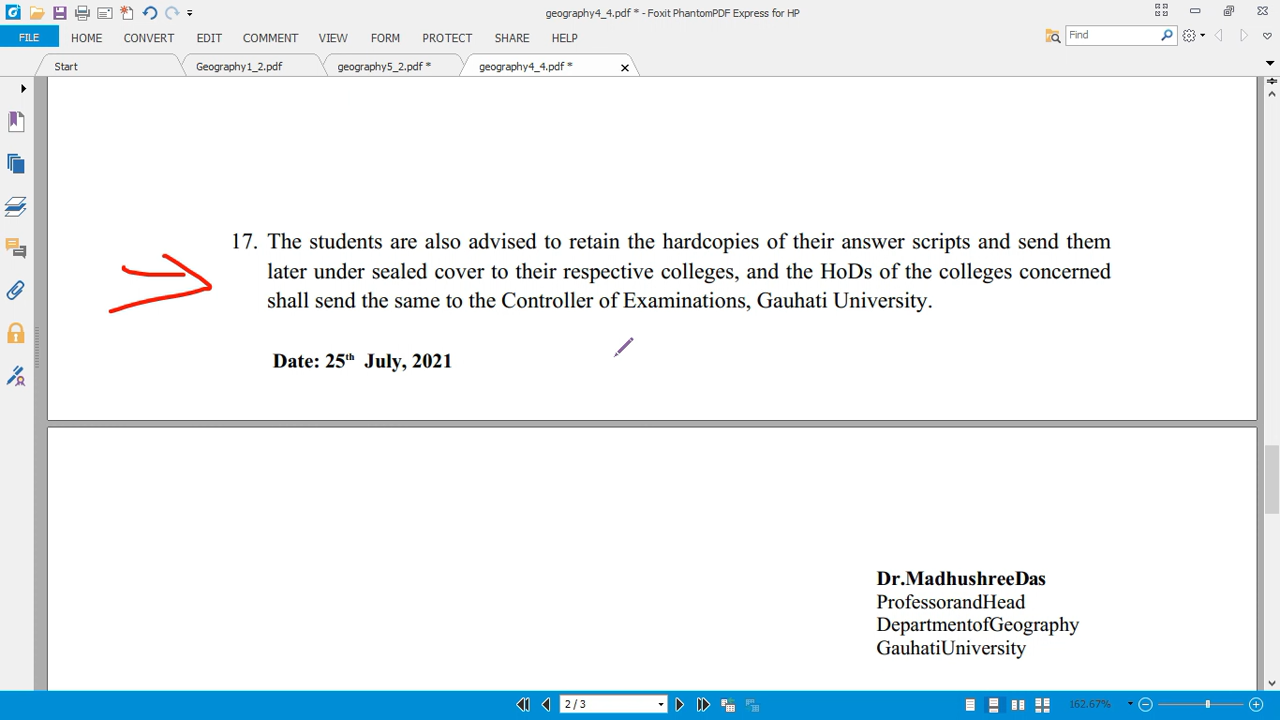 geography4_4.pdf * - Foxit PhantomPDF Express for HP
FILE HOME CONVERT EDIT COMMENT VIEW FORM PROTECT SHARE HELP Find
Start Geography1_2.pdf geography5_2.pdf * geography4_4.pdf *
17. The students are also advised to retain the hardcopies of their answer scripts and send them
later under sealed cover to their respective colleges, and the HoDs of the colleges concerned
shall send the same to the Controller of Examinations, Gauhati University.
Date: 25th July, 2021
Dr.MadhushreeDas
ProfessorandHead
DepartmentofGeography
GauhatiUniversity
2 / 3 162.67%